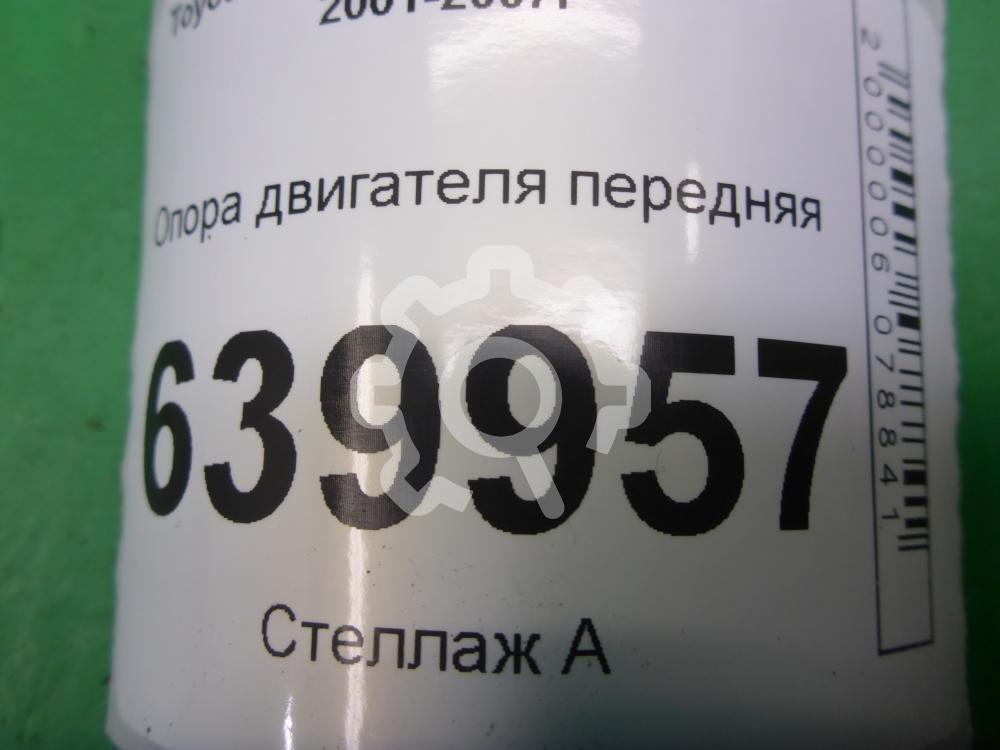 Опора двигателя передняя
639957
Стеллаж А
2000006078841